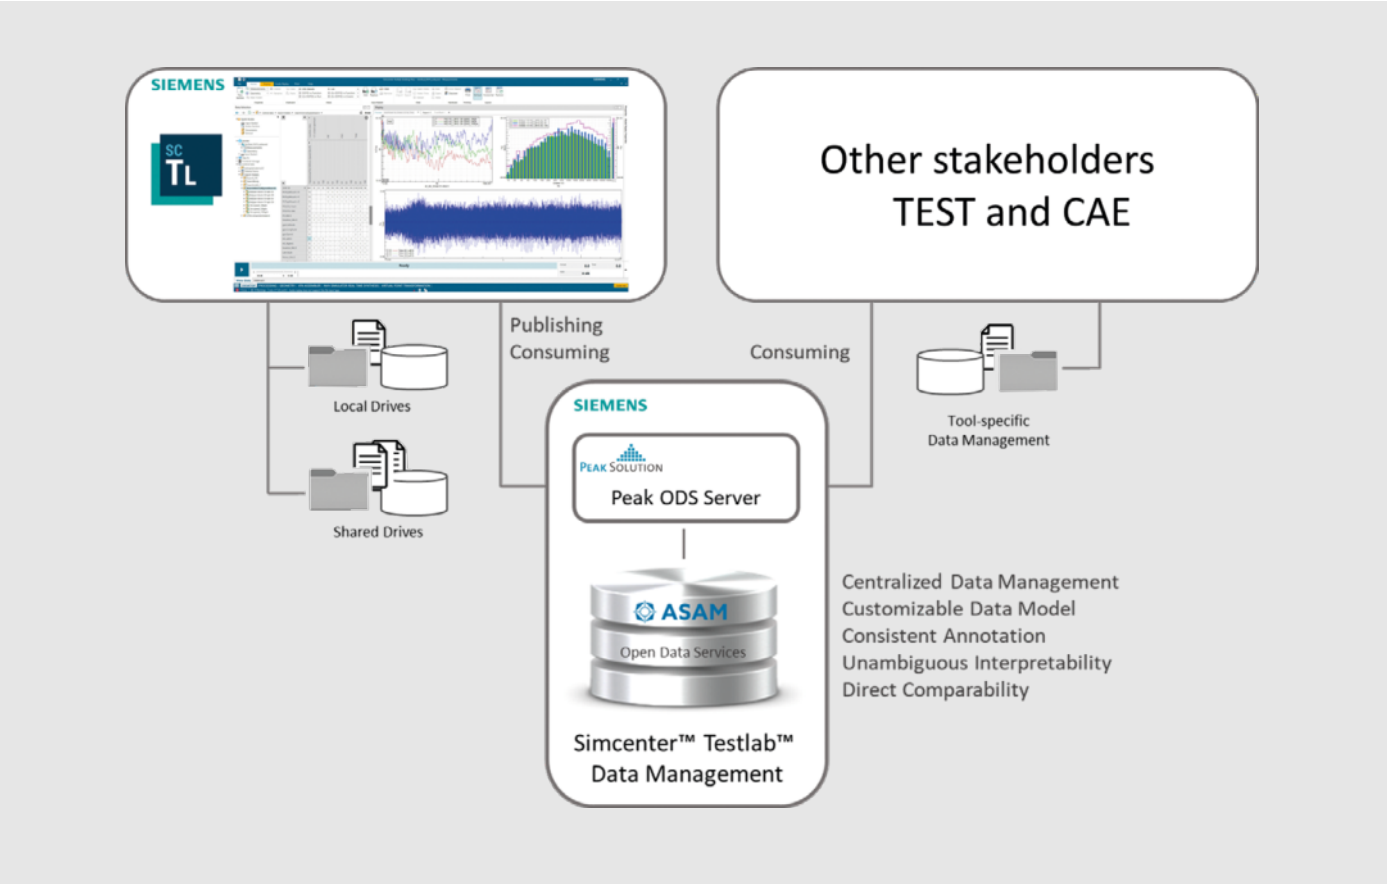 SIEMENS
SC
TL
Other stakeholders
TEST and CAE
Publishing
Consuming
Consuming
Local Drives
Tool-specific
Data Management
Shared Drives
SIEMENS
PEAK SOLUTION
Peak ODS Server
ASAM
Open Data Services
Simcenter™ Testlab™
Data Management
Centralized Data Management
Customizable Data Model
Consistent Annotation
Unambiguous Interpretability
Direct Comparability